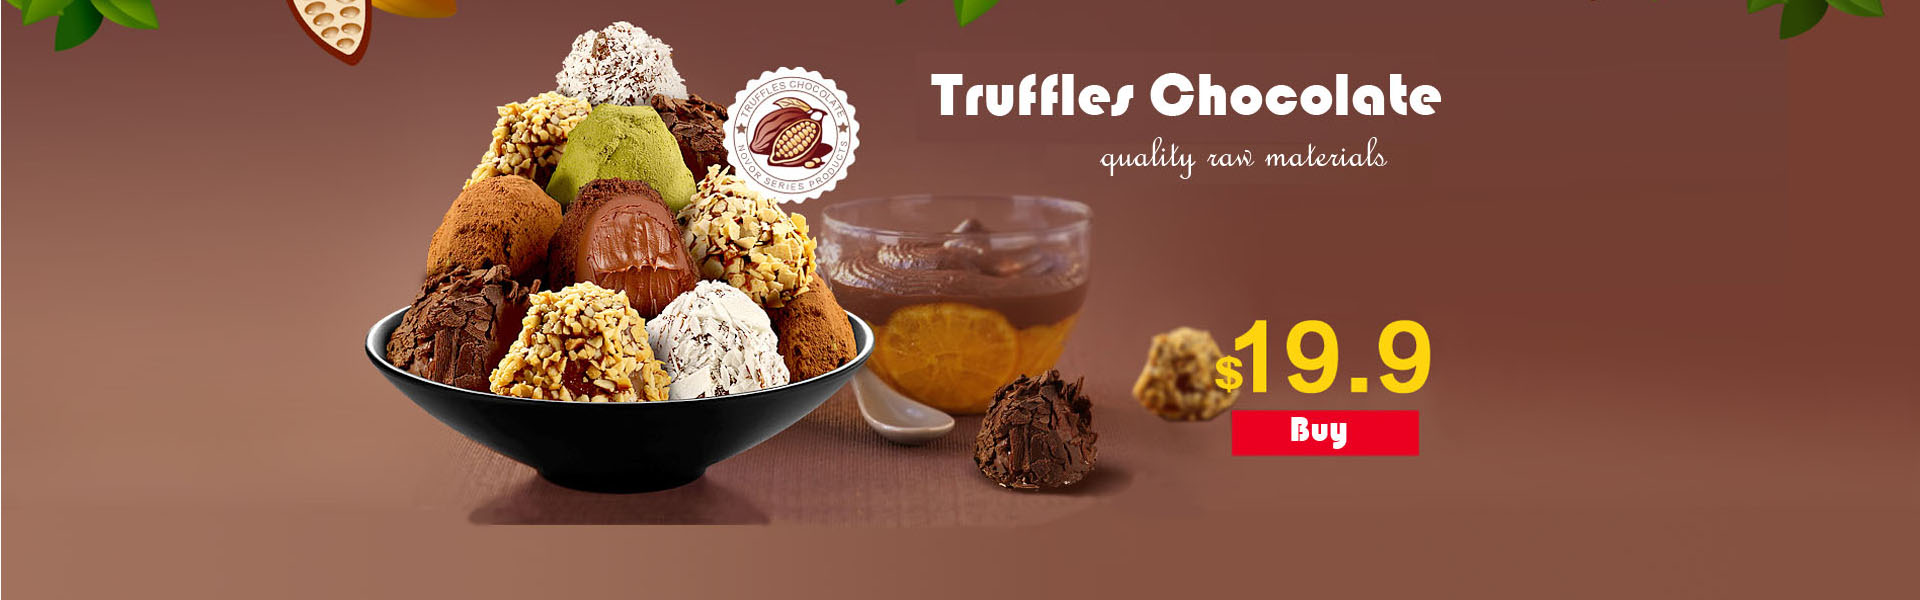 Truffles Chocolate
quality raw materials
TRUFFLES CHOCOLATE
NOVOR SERIES PRODUCTS
$19.9
Buy